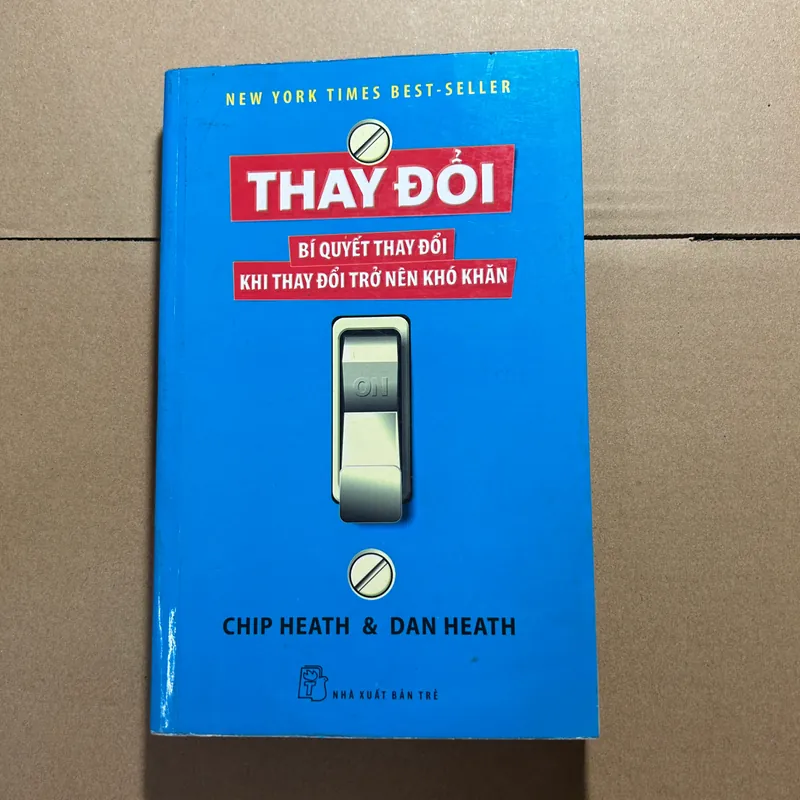 NEW YORK TIMES BEST-SELLER
THAY ĐỔI
BÍ QUYẾT THAY ĐỔI
KHI THAY ĐỔI TRỞ NÊN KHÓ KHĂN
ON
CHIP HEATH & DAN HEATH
T
NHÀ XUẤT BẢN TRẺ